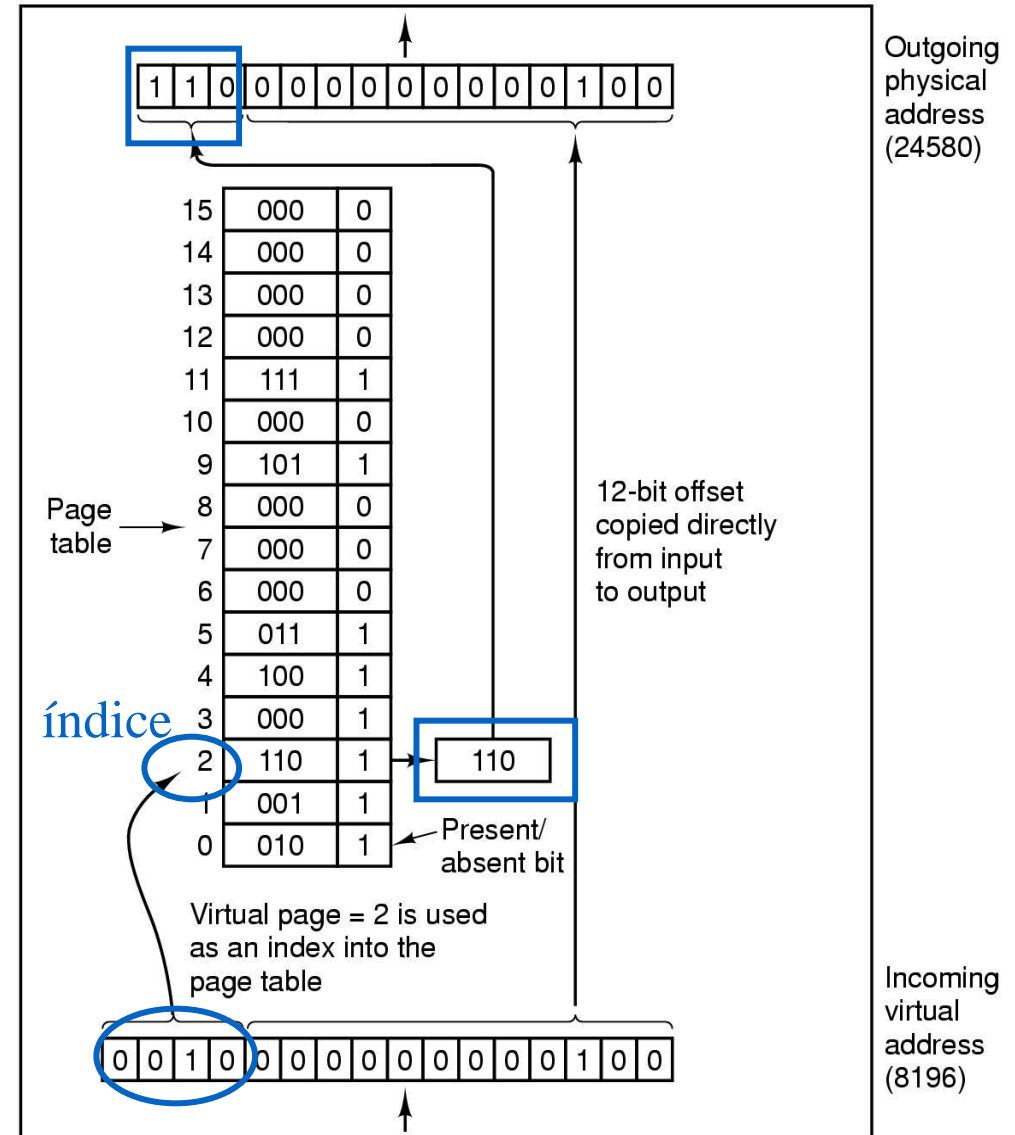 Outgoing
physical
address
(24580)
1 1 0 0 0 0 0 0 0 0 0 0 1 0 0
15 000 0
14 000 0
13 000 0
12 000 0
11 111 1
10 000 0
9 101 1
8 000 0
7 000 0
6 000 0
5 011 1
4 100 1
3 000 1
2 110 1
1 001 1
0 010 1
Page
table
índice
110
Present/
absent bit
12-bit offset
copied directly
from input
to output
Virtual page = 2 is used
as an index into the
page table
0 0 1 0 0 0 0 0 0 0 0 0 0 1 0 0
Incoming
virtual
address
(8196)